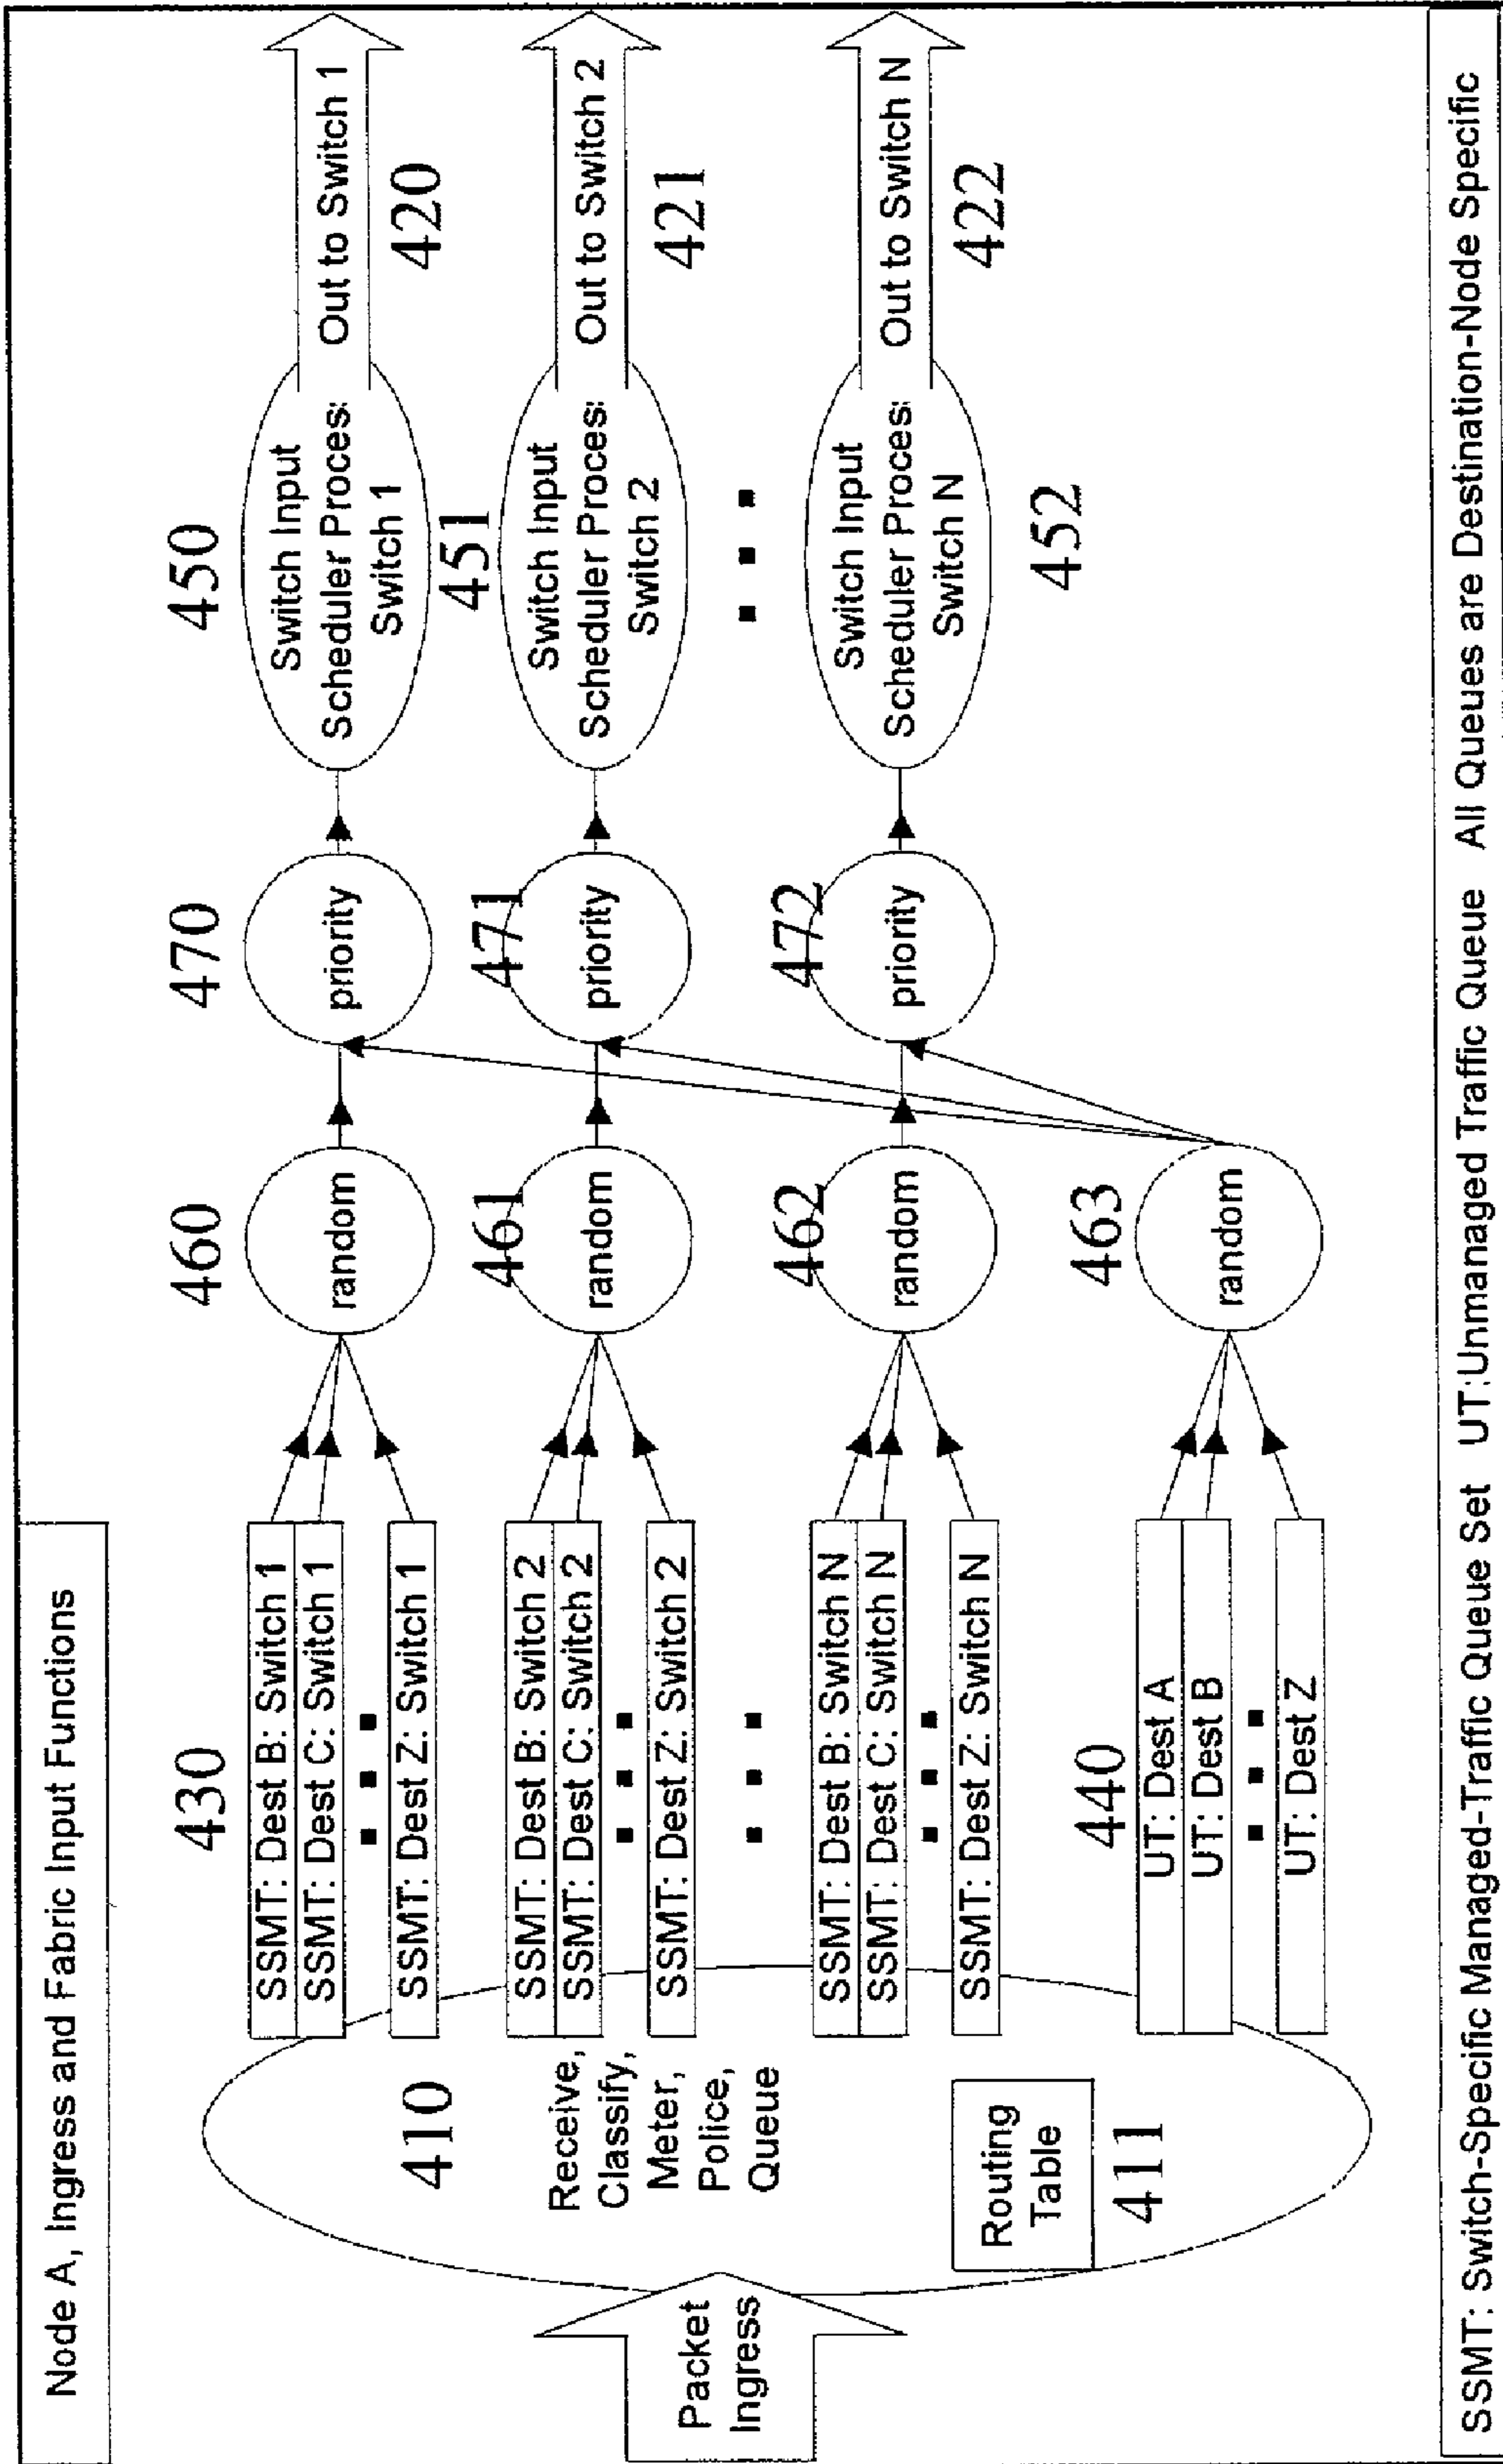 Node A, Ingress and Fabric Input Functions
Packet
Ingress
410
Receive,
Classify,
Meter,
Police,
Queue
Routing
Table
411
430
SSMT: Dest B: Switch 1
SSMT: Dest C: Switch 1
SSMT: Dest Z: Switch 1
SSMT: Dest B: Switch 2
SSMT: Dest C: Switch 2
SSMT: Dest Z: Switch 2
SSMT: Dest B: Switch N
SSMT: Dest C: Switch N
SSMT: Dest Z: Switch N
440
UT: Dest A
UT: Dest B
UT: Dest Z
460
random
461
random
462
random
463
random
470
priority
471
priority
472
priority
450
Switch Input
Scheduler Process:
Switch 1
451
Switch Input
Scheduler Process:
Switch 2
Switch Input
Scheduler Process:
Switch N
452
Out to Switch 1
420
Out to Switch 2
421
Out to Switch N
422
SSMT: Switch-Specific Managed-Traffic Queue Set UT:Unmanaged Traffic Queue All Queues are Destination-Node Specific